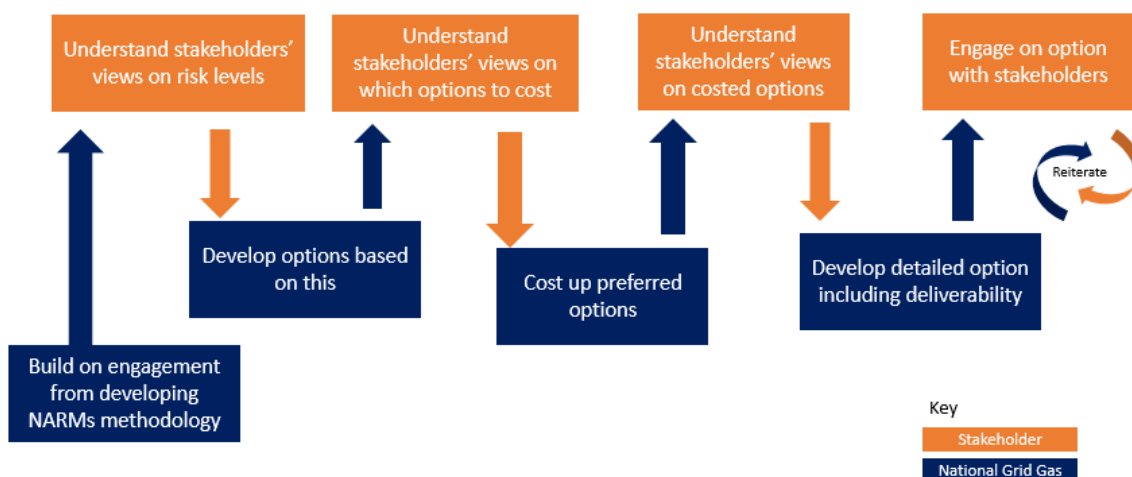 Understand stakeholders'
views on risk levels
Understand
stakeholders' views on
which options to cost
Understand
stakeholders' views
on costed options
Engage on option
with stakeholders
Reiterate
Develop options based
on this
Cost up preferred
options
Develop detailed option
including deliverability
Build on engagement
from developing
NARMs methodology
Key
Stakeholder
National Grid Gas